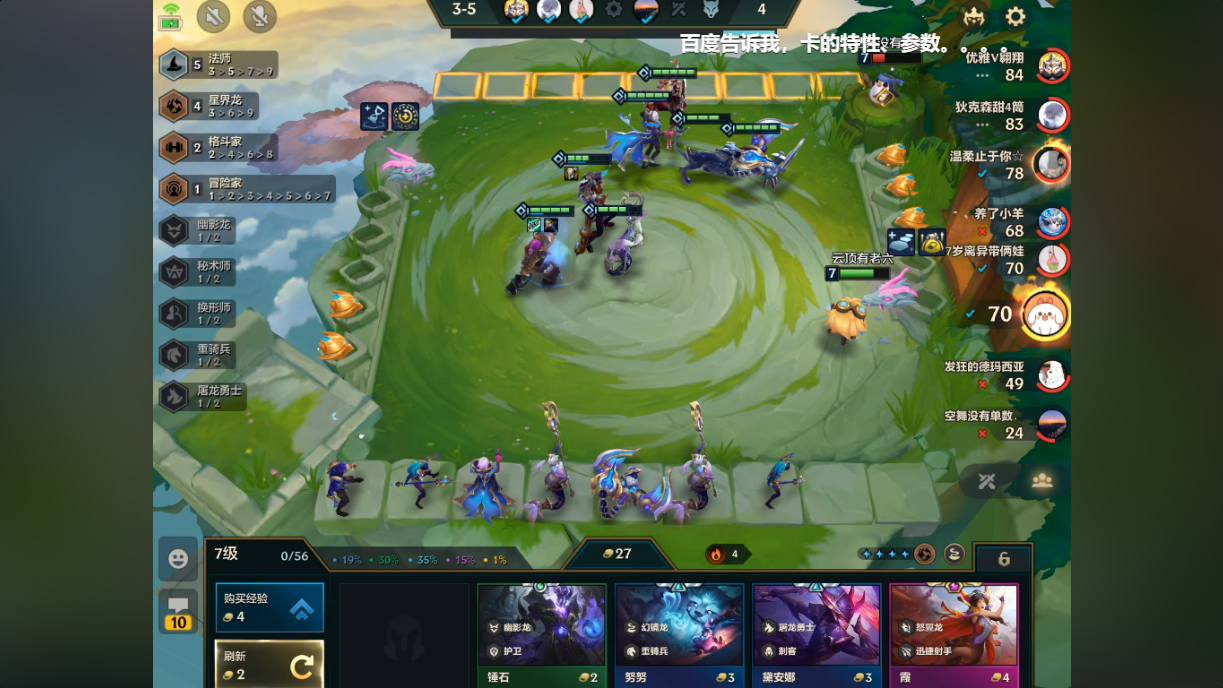 3-5
4
百度告诉我，卡的特性、参数。。。。
7
优雅V翱翔
84
狄克森甜4筒
83
温柔止于你☆
78
养了小羊
68
7岁离异带俩娃
70
70
发狂的德玛西亚
49
空舞没有单数、
24
5 法师
3 > 5 > 7 > 9
4 星界龙
3 > 6 > 9
2 格斗家
2 > 4 > 6 > 8
1 冒险家
1 > 2 > 3 > 4 > 5 > 6 > 7
幽影龙
1 / 2
秘术师
1 / 2
换形师
1 / 2
重骑兵
1 / 2
屠龙勇士
1 / 2
云顶有老六
7
10
7级
0/56
19% 30% 35% 15% 1%
27
4
6
购买经验
4
刷新
2
幽影龙
护卫
锤石
2
幻镜龙
重骑兵
努努
3
屠龙勇士
刺客
黛安娜
3
怒翼龙
迅捷射手
霞
4